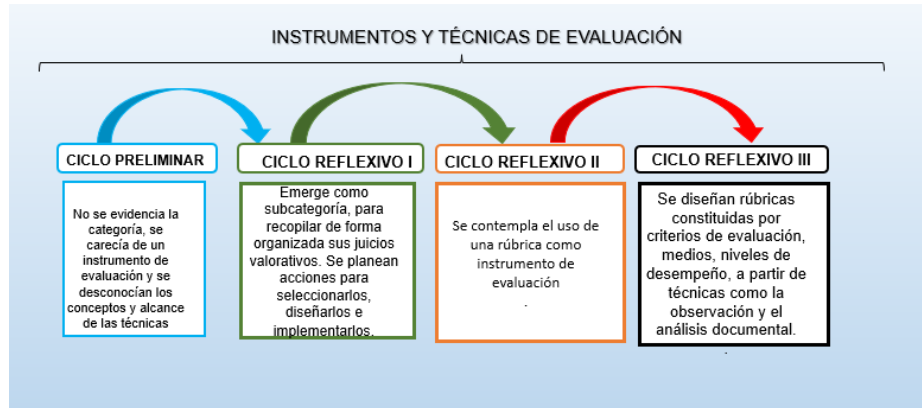 INSTRUMENTOS Y TÉCNICAS DE EVALUACIÓN
CICLO PRELIMINAR
No se evidencia la
categoría, se
carecía de un
instrumento de
evaluación y se
desconocían los
conceptos y alcance
de las técnicas
CICLO REFLEXIVO I
Emerge como
subcategoría, para
recopilar de forma
organizada sus juicios
valorativos. Se planean
acciones para
seleccionarlos,
diseñarlos e
implementarlos.
CICLO REFLEXIVO II
Se contempla el uso de
una rúbrica como
instrumento de
evaluación
.
CICLO REFLEXIVO III
Se diseñan rúbricas
constituidas por
criterios de evaluación,
medios, niveles de
desempeño, a partir de
técnicas como la
observación y el
análisis documental.
.